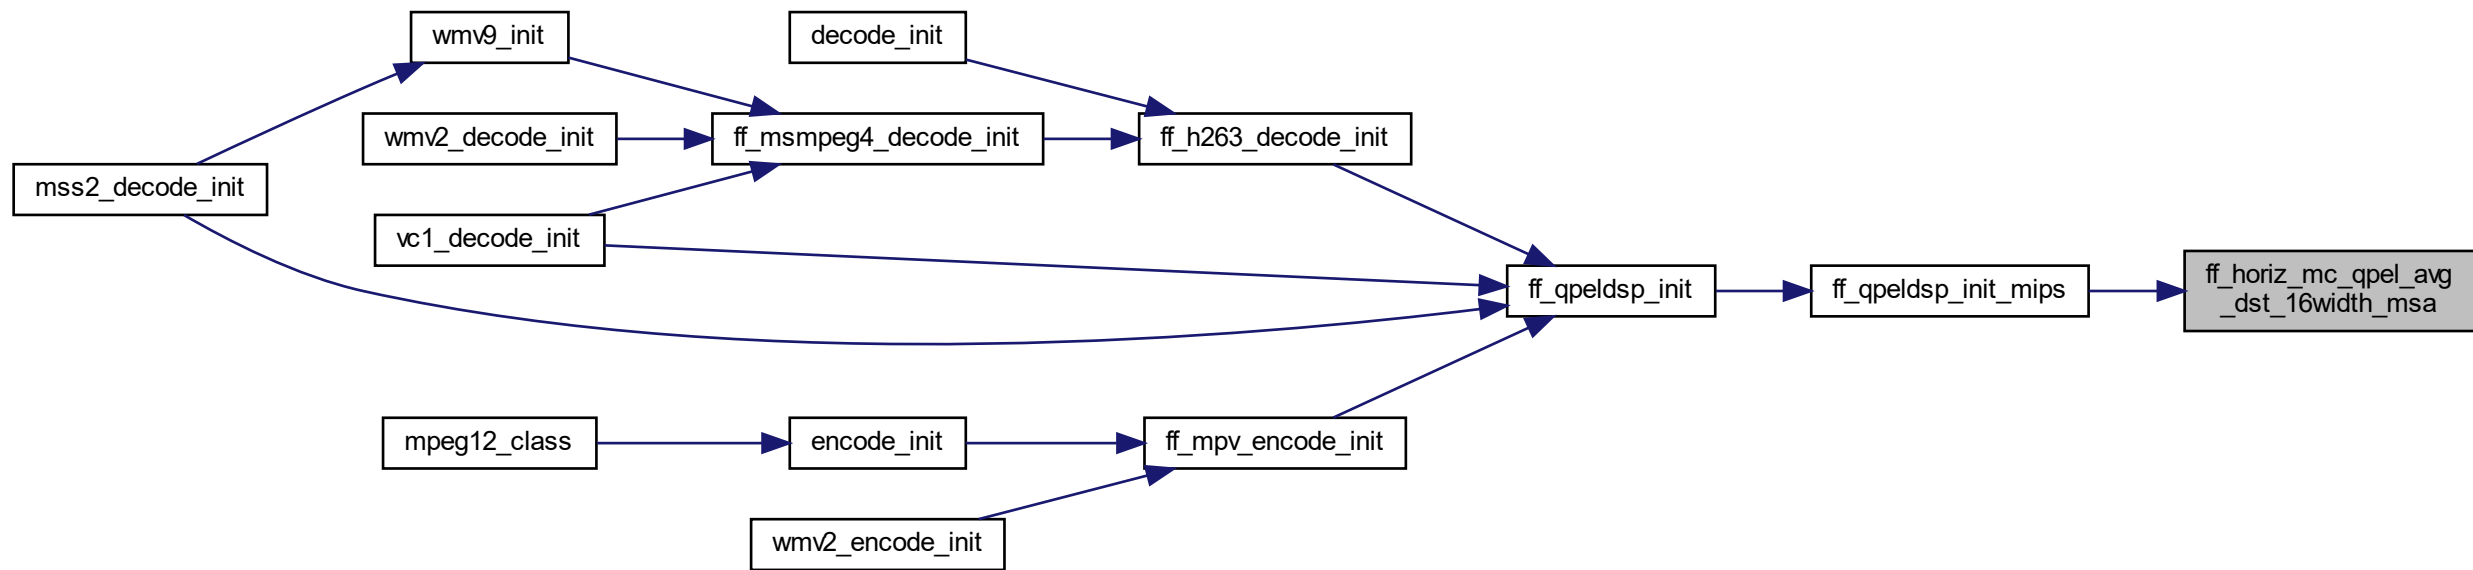 wmv9_init
decode_init
wmv2_decode_init
ff_msmpeg4_decode_init
ff_h263_decode_init
mss2_decode_init
vc1_decode_init
ff_qpeldsp_init
ff_qpeldsp_init_mips
ff_horiz_mc_qpel_avg
_dst_16width_msa
mpeg12_class
encode_init
ff_mpv_encode_init
wmv2_encode_init